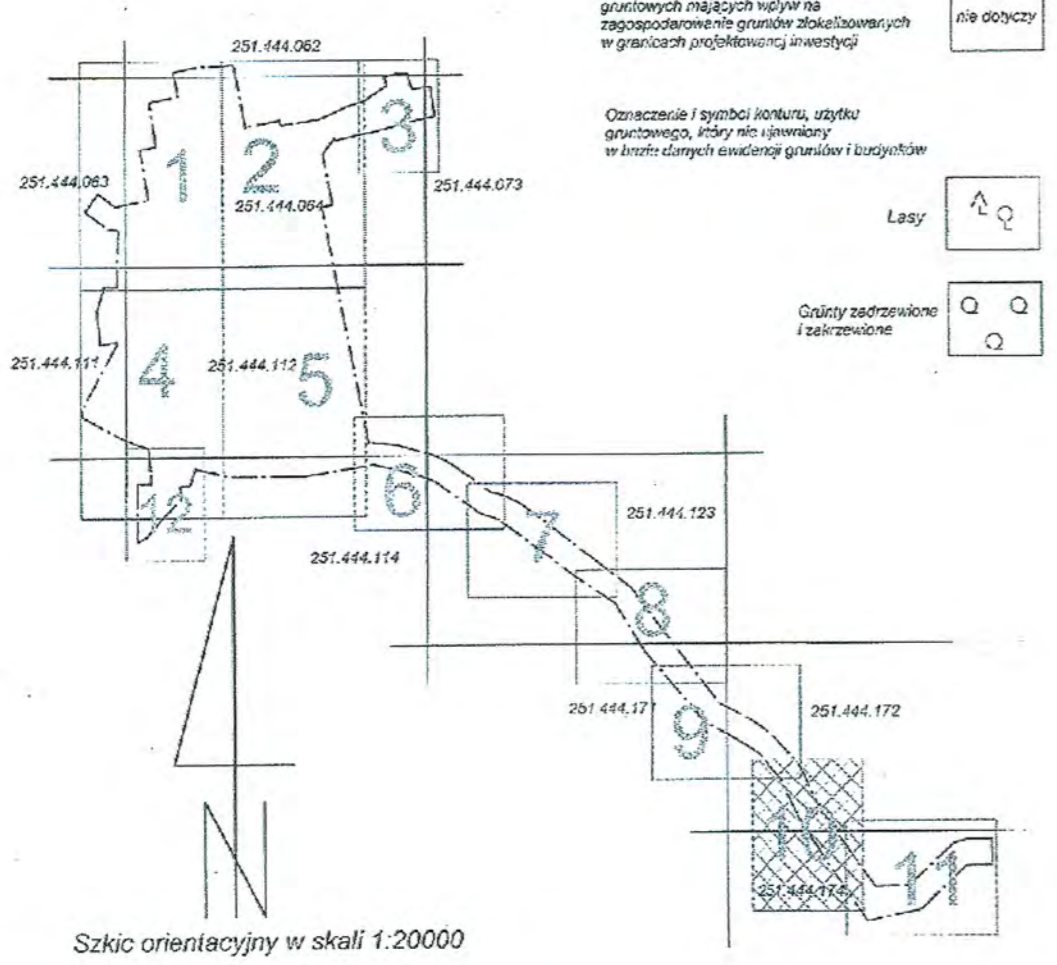 gruntowych mających wpływ na
zagospodarowanie gruntów zlokalizowanych
w granicach projektowanej inwestycji
nie dotyczy
Oznaczenie i symbol konturu, użytku
gruntowego, który nie ujawniony
w bazie danych ewidencji gruntów i budynków
Lasy
Grunty zadrzewione
i zakrzewione
251.444.062
1
2
3
251.444.063
251.444.064
251.444.073
251.444.111
4
251.444.112
5
12
6
251.444.114
7
251.444.123
8
251.444.171
9
251.444.172
10
251.444.174
11
N
Szkic orientacyjny w skali 1:20000